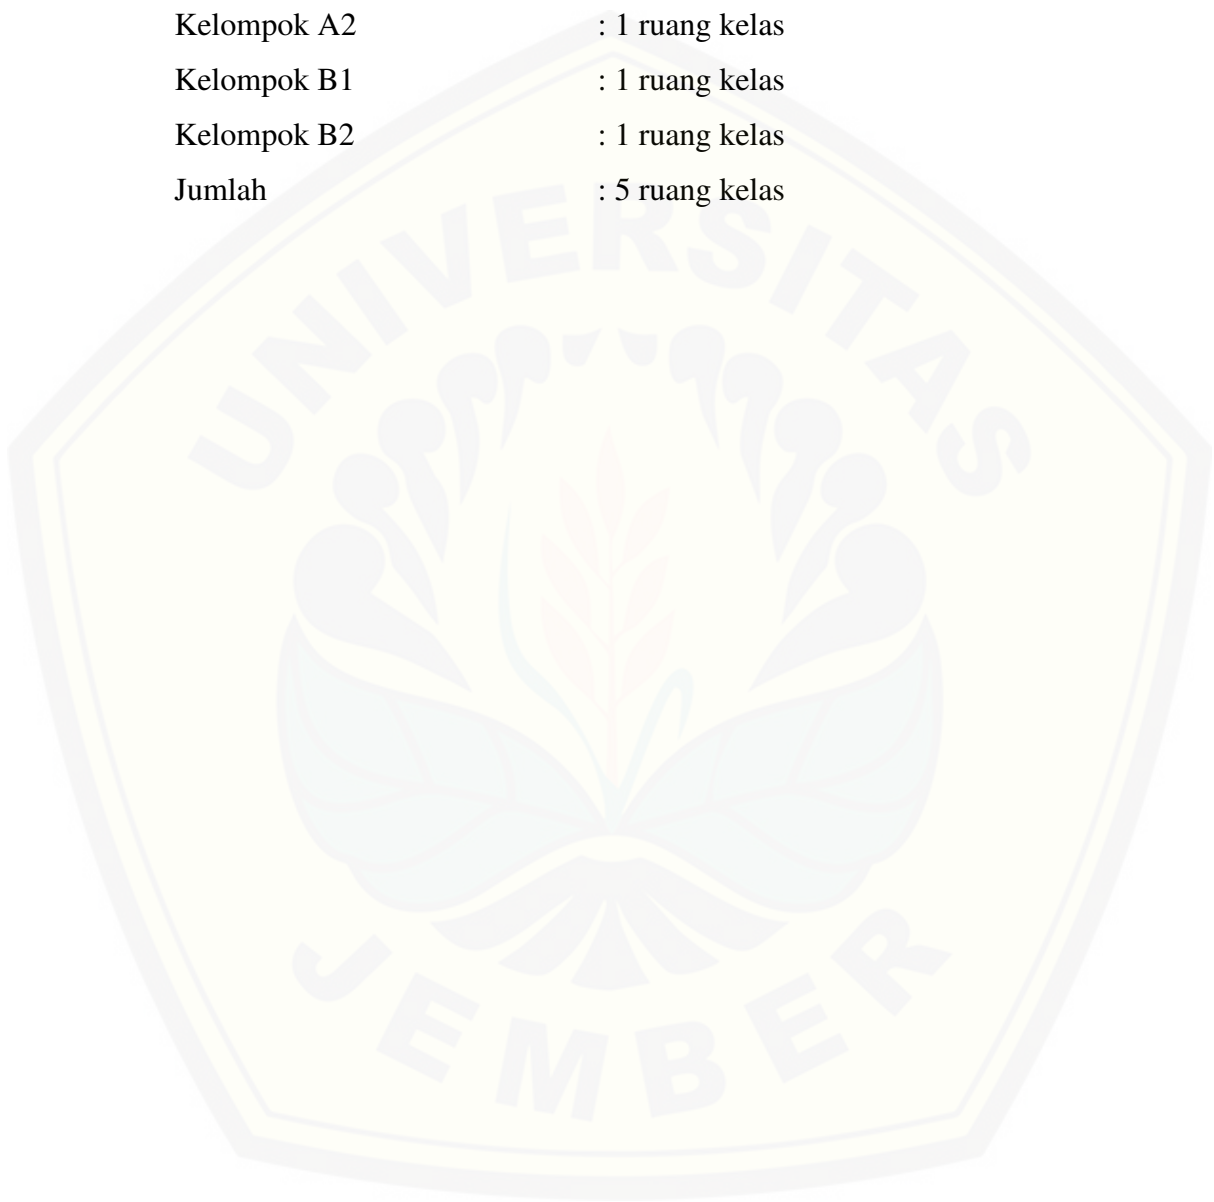 Kelompok A2 : 1 ruang kelas
Kelompok B1 : 1 ruang kelas
Kelompok B2 : 1 ruang kelas
Jumlah : 5 ruang kelas
UNIVERSITAS
JEMBER